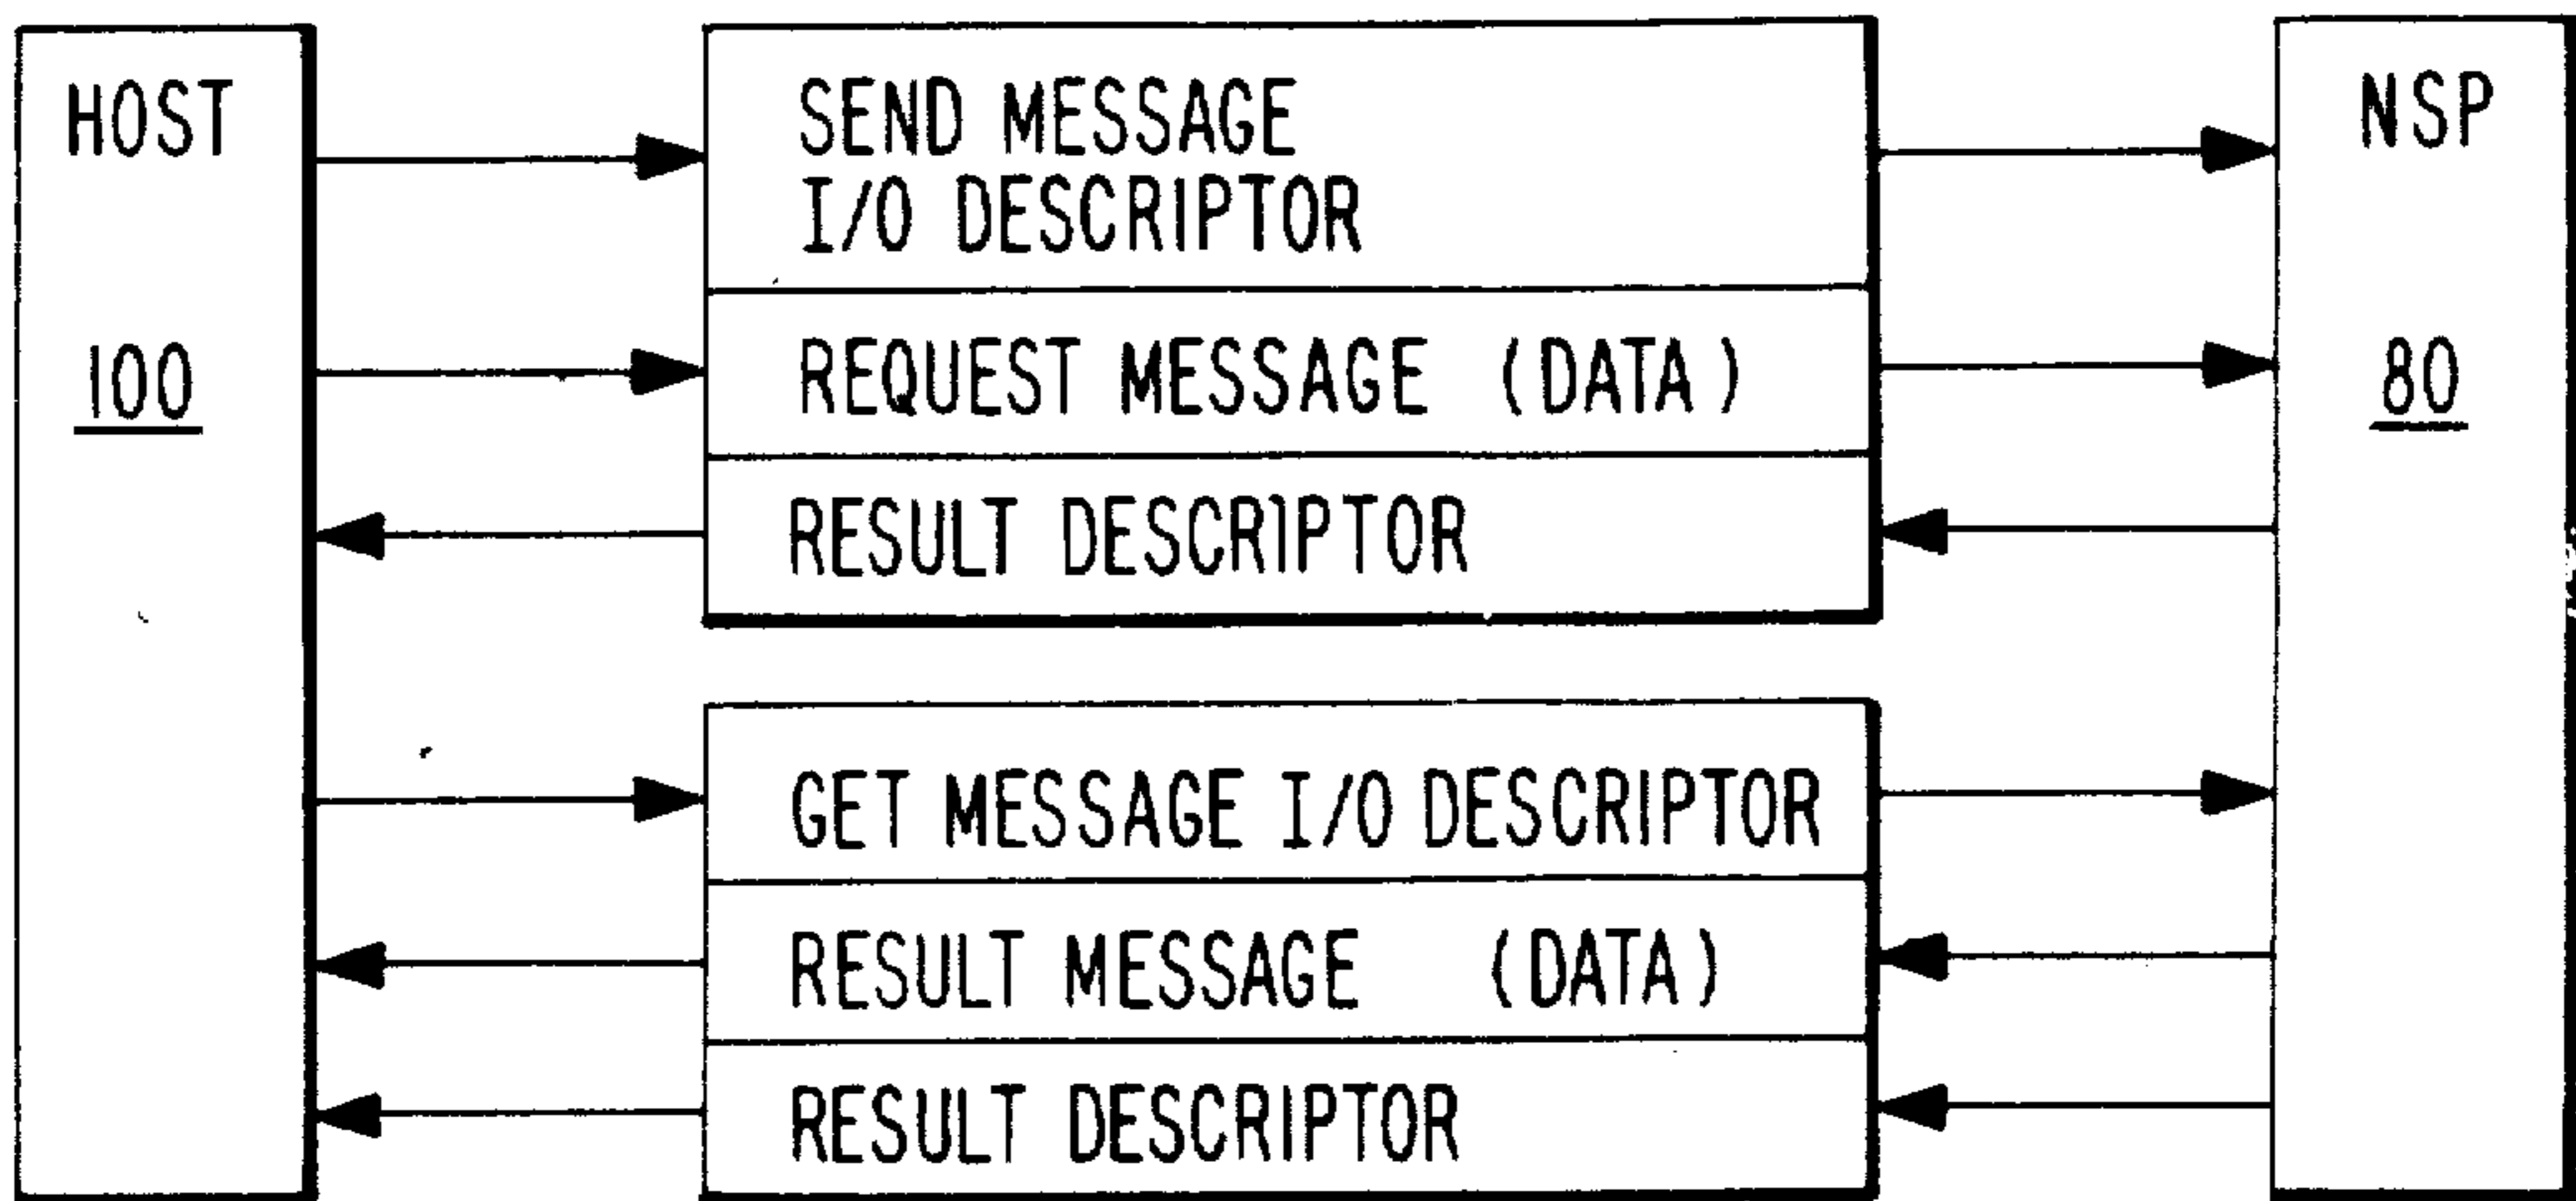 HOST
100
SEND MESSAGE
I/O DESCRIPTOR
REQUEST MESSAGE (DATA)
RESULT DESCRIPTOR
GET MESSAGE I/O DESCRIPTOR
RESULT MESSAGE (DATA)
RESULT DESCRIPTOR
NSP
80